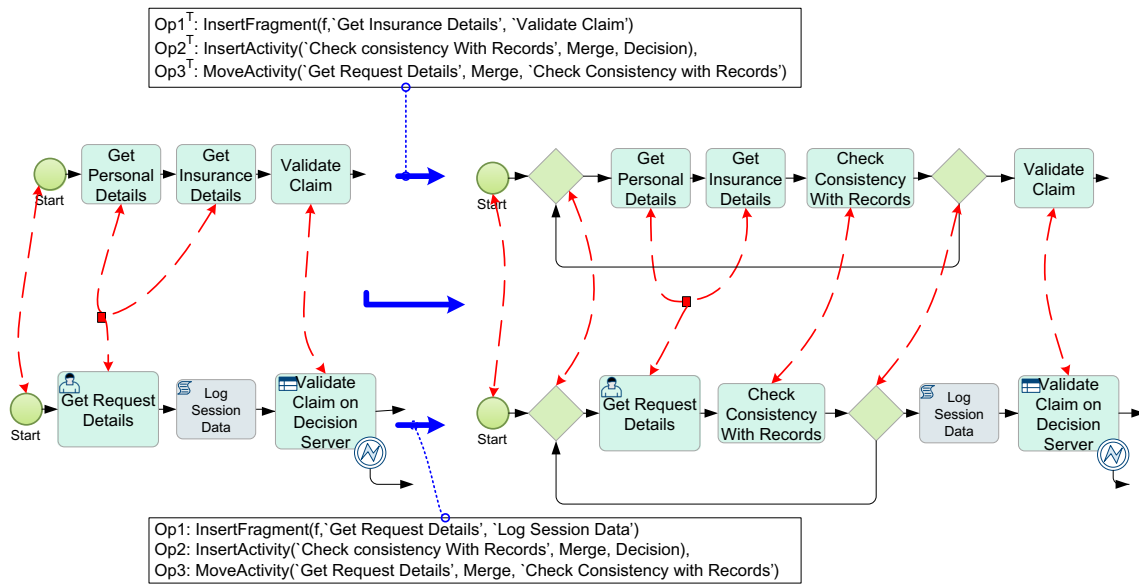 Op1ᵀ: InsertFragment(f,`Get Insurance Details’, `Validate Claim’)
Op2ᵀ: InsertActivity(`Check consistency With Records’, Merge, Decision),
Op3ᵀ: MoveActivity(`Get Request Details’, Merge, `Check Consistency with Records’)
Start
Get
Personal
Details
Get
Insurance
Details
Validate
Claim
Start
Get
Personal
Details
Get
Insurance
Details
Check
Consistency
With Records
Validate
Claim
Start
Get Request
Details
Log
Session
Data
Validate
Claim on
Decision
Server
Start
Get Request
Details
Check
Consistency
With Records
Log
Session
Data
Validate
Claim on
Decision
Server
Op1: InsertFragment(f,`Get Request Details’, `Log Session Data’)
Op2: InsertActivity(`Check consistency With Records’, Merge, Decision),
Op3: MoveActivity(`Get Request Details’, Merge, `Check Consistency with Records’)